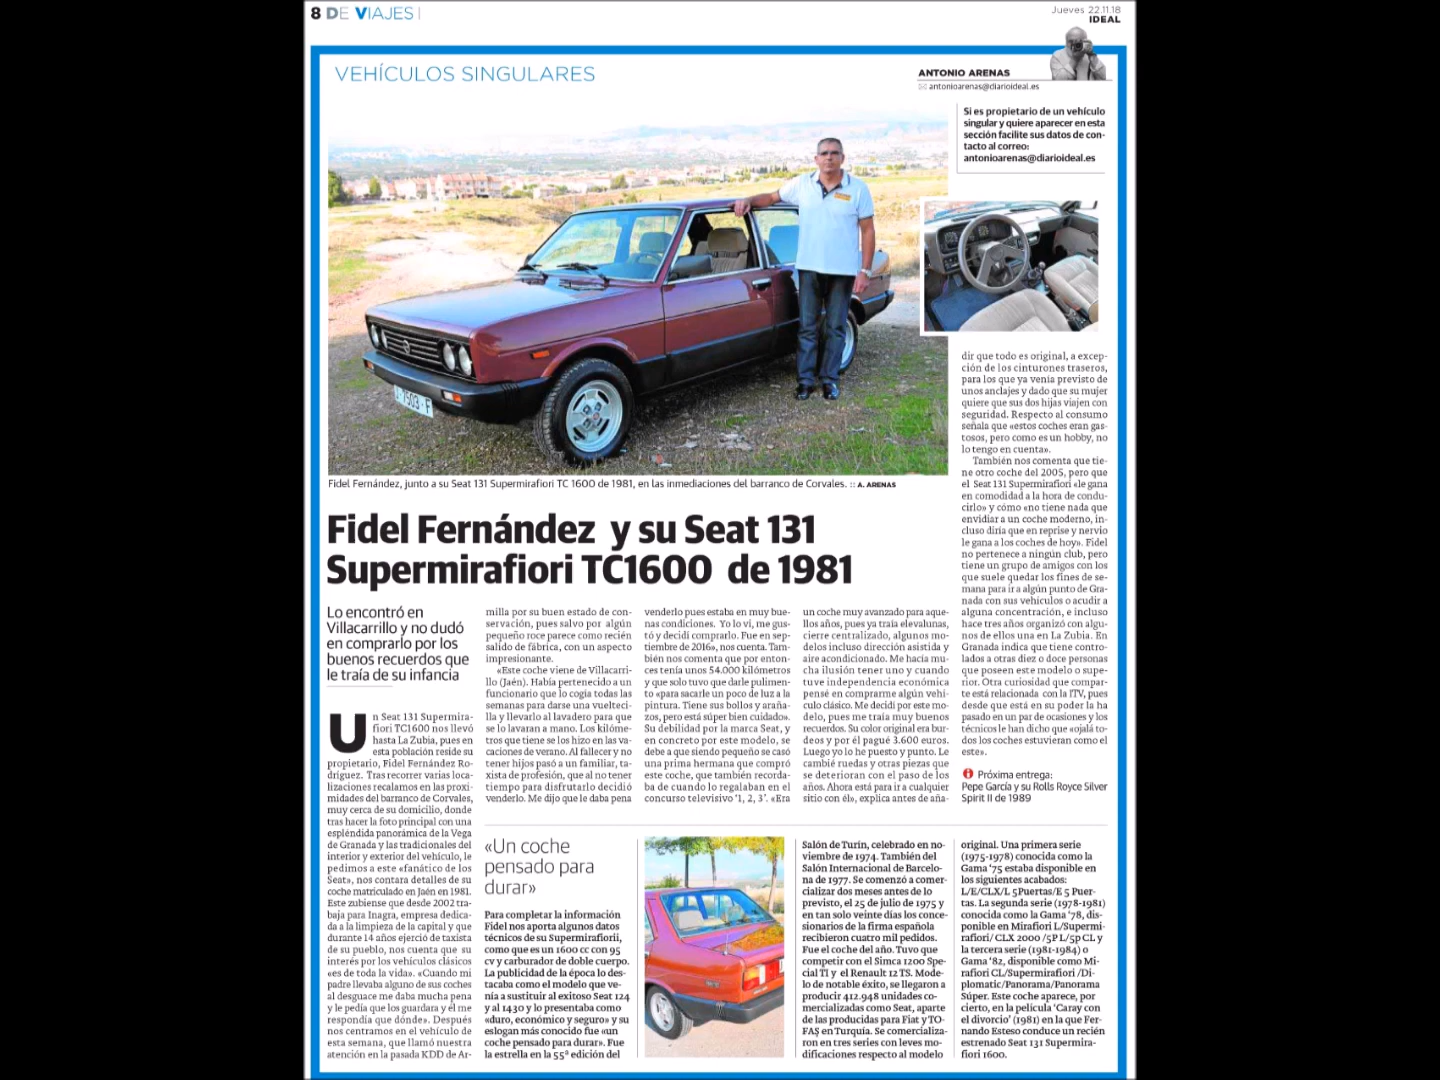 8 DE VIAJES
Jueves 22.11.18
IDEAL
VEHÍCULOS SINGULARES
ANTONIO ARENAS
antonioarenas@diarioideal.es
Si es propietario de un vehículo
singular y quiere aparecer en esta
sección facilite sus datos de con-
tacto al correo:
antonioarenas@diarioideal.es
J-7503-F
Fidel Fernández, junto a su Seat 131 Supermirafiori TC 1600 de 1981, en las inmediaciones del barranco de Corvales. :: A. ARENAS
Fidel Fernández y su Seat 131
Supermirafiori TC1600 de 1981
Lo encontró en
Villacarrillo y no dudó
en comprarlo por los
buenos recuerdos que
le traía de su infancia
Un Seat 131 Supermira-
fiori TC1600 nos llevó
hasta La Zubia, pues en
esta población reside su
propietario, Fidel Fernández Ro-
dríguez. Tras recorrer varias loca-
lizaciones recalamos en las proxi-
midades del barranco de Corvales,
muy cerca de su domicilio, donde
tras hacer la foto principal con una
espléndida panorámica de la Vega
de Granada y las tradicionales del
interior y exterior del vehículo, le
pedimos a este «fanático de los
Seat», nos contara detalles de su
coche matriculado en Jaén en 1981.
Este zubiense que desde 2002 tra-
baja para Inagra, empresa dedica-
da a la limpieza de la capital y que
durante 14 años ejerció de taxista
de su pueblo, nos cuenta que su
interés por los vehículos clásicos
«es de toda la vida». «Cuando mi
padre llevaba alguno de sus coches
al desguace me daba mucha pena
y le pedía que los guardara y él me
respondía que dónde». Después
nos centramos en el vehículo de
esta semana, que llamó nuestra
atención en la pasada KDD de Ar-
milla por su buen estado de con-
servación, pues salvo por algún
pequeño roce parece como recién
salido de fábrica, con un aspecto
impresionante.
«Este coche viene de Villacarri-
llo (Jaén). Había pertenecido a un
funcionario que lo cogía todas las
semanas para darse una vuelteci-
lla y llevarlo al lavadero para que
se lo lavaran a mano. Los kilóme-
tros que tiene se los hizo en las va-
caciones de verano. Al fallecer y no
tener hijos pasó a un familiar, ta-
xista de profesión, que al no tener
tiempo para disfrutarlo decidió
venderlo. Me dijo que le daba pena
venderlo pues estaba en muy bue-
nas condiciones. Yo lo vi, me gus-
tó y decidí comprarlo. Fue en sep-
tiembre de 2016», nos cuenta. Tam-
bién nos comenta que por enton-
ces tenía unos 54.000 kilómetros
y que solo tuvo que darle pulimen-
to «para sacarle un poco de luz a la
pintura. Tiene sus bollos y araña-
zos, pero está súper bien cuidado».
Su debilidad por la marca Seat, y
en concreto por este modelo, se
debe a que siendo pequeño se casó
una prima hermana que compró
este coche, que también recorda-
ba de cuando lo regalaban en el
concurso televisivo '1, 2, 3'. «Era
un coche muy avanzado para aque-
llos años, pues ya traía elevalunas,
cierre centralizado, algunos mo-
delos incluso dirección asistida y
aire acondicionado. Me hacía mu-
cha ilusión tener uno y cuando
tuve independencia económica
pensé en comprarme algún vehí-
culo clásico. Me decidí por este mo-
delo, pues me traía muy buenos
recuerdos. Su color original era bur-
deos y por él pagué 3.600 euros.
Luego yo lo he puesto y punto. Le
cambié ruedas y otras piezas que
se deterioran con el paso de los
años. Ahora está para ir a cualquier
sitio con él», explica antes de aña-
dir que todo es original, a excep-
ción de los cinturones traseros,
para los que ya venía previsto de
unos anclajes y dado que su mujer
quiere que sus dos hijas viajen con
seguridad. Respecto al consumo
señala que «estos coches eran gas-
tosos, pero como es un hobby, no
lo tengo en cuenta».
También nos comenta que tie-
ne otro coche del 2005, pero que
el Seat 131 Supermirafiori «le gana
en comodidad a la hora de condu-
cirlo» y cómo «no tiene nada que
envidiar a un coche moderno, in-
cluso diría que en reprise y nervio
le gana a los coches de hoy». Fidel
no pertenece a ningún club, pero
tiene un grupo de amigos con los
que suele quedar los fines de se-
mana para ir a algún punto de Gra-
nada con sus vehículos o acudir a
alguna concentración, e incluso
hace tres años organizó con algu-
nos de ellos una en La Zubia. En
Granada indica que tiene contro-
lados a otras diez o doce personas
que poseen este modelo o supe-
rior. Otra curiosidad que compar-
te está relacionada con la ITV, pues
desde que está en su poder la ha
pasado en un par de ocasiones y los
técnicos le han dicho que «ojalá to-
dos los coches estuvieran como el
este».
Próxima entrega:
Pepe García y su Rolls Royce Silver
Spirit II de 1989
«Un coche
pensado para
durar»
Para completar la información
Fidel nos aporta algunos datos
técnicos de su Supermirafiorii,
como que es un 1600 cc con 95
cv y carburador de doble cuerpo.
La publicidad de la época lo des-
tacaba como el modelo que ve-
nía a sustituir al exitoso Seat 124
y al 1430 y lo presentaba como
«duro, económico y seguro» y su
eslogan más conocido fue «un
coche pensado para durar». Fue
la estrella en la 55ª edición del
Salón de Turín, celebrado en no-
viembre de 1974. También del
Salón Internacional de Barcelo-
na de 1977. Se comenzó a comer-
cializar dos meses antes de lo
previsto, el 25 de julio de 1975 y
en tan solo veinte días los conce-
sionarios de la firma española
recibieron cuatro mil pedidos.
Fue el coche del año. Tuvo que
competir con el Simca 1200 Spe-
cial TI y el Renault 12 TS. Mode-
lo de notable éxito, se llegaron a
producir 412.948 unidades co-
mercializadas como Seat, aparte
de las producidas para Fiat y TO-
FAŞ en Turquía. Se comercializa-
ron en tres series con leves mo-
dificaciones respecto al modelo
original. Una primera serie
(1975-1978) conocida como la
Gama '75 estaba disponible en
los siguientes acabados:
L/E/CLX/L 5Puertas/E 5 Puer-
tas. La segunda serie (1978-1981)
conocida como la Gama '78, dis-
ponible en Mirafiori L/Supermi-
rafiori/ CLX 2000 /5P L/5p CL y
la tercera serie (1981-1984) o
Gama '82, disponible como Mi-
rafiori CL/Supermirafiori /Di-
plomatic/Panorama/Panorama
Súper. Este coche aparece, por
cierto, en la película 'Caray con
el divorcio' (1981) en la que Fer-
nando Esteso conduce un recién
estrenado Seat 131 Supermira-
fiori 1600.